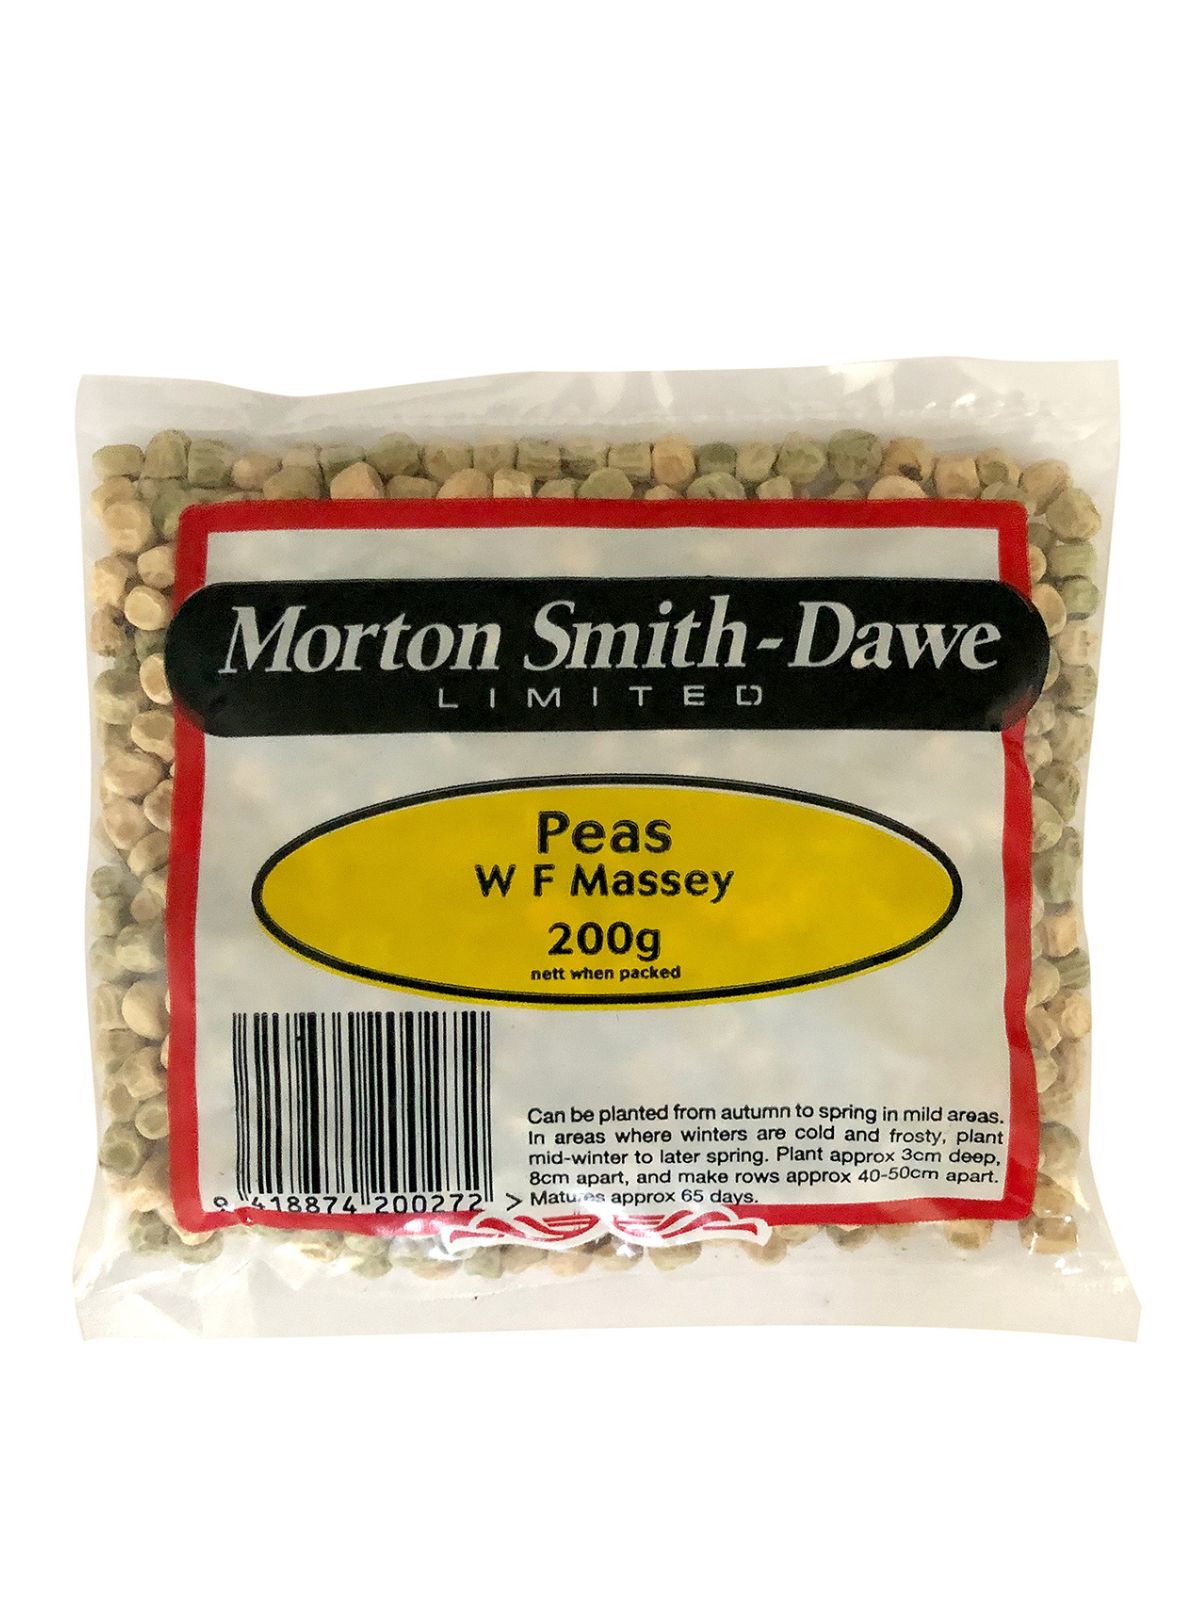 Morton Smith-Dawe
LIMITED
Peas
W F Massey
200g
nett when packed
Can be planted from autumn to spring in mild areas.
In areas where winters are cold and frosty, plant
mid-winter to later spring. Plant approx 3cm deep,
8cm apart, and make rows approx 40-50cm apart.
Matures approx 65 days.
9 418874 200272 >